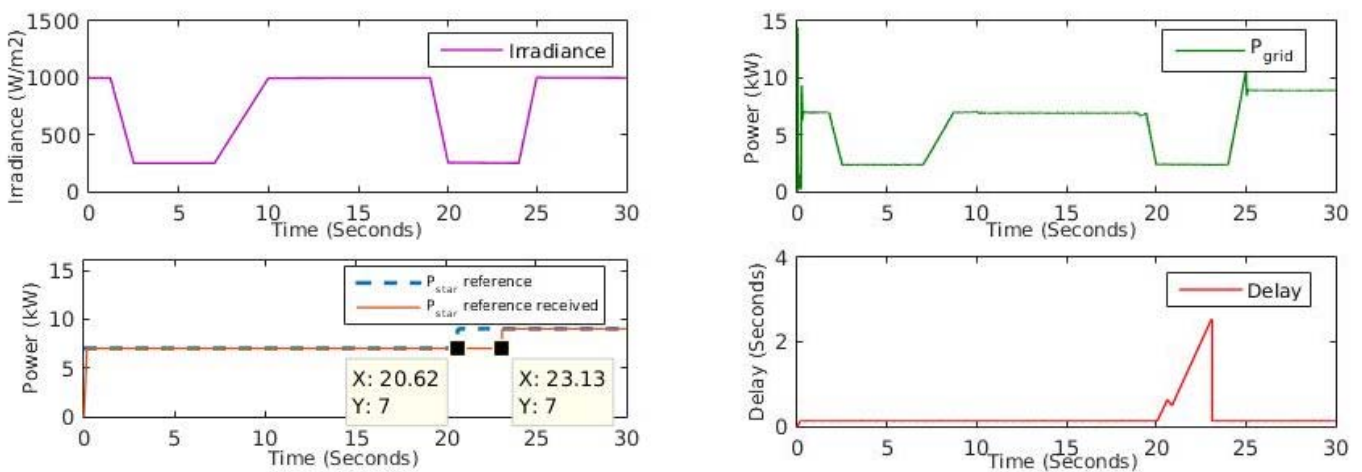 1500
1000
500
0
Irradiance (W/m2)
Irradiance
0 5 10 15 20 25 30
Time (Seconds)
15
10
5
0
Power (kW)
P grid
0 5 10 15 20 25 30
Time (Seconds)
15
10
5
0
Power (kW)
P star reference
P star reference received
X: 20.62
Y: 7
X: 23.13
Y: 7
0 5 10 15 20 25 30
Time (Seconds)
4
2
0
Delay (Seconds)
Delay
0 5 10 15 20 25 30
Time (Seconds)